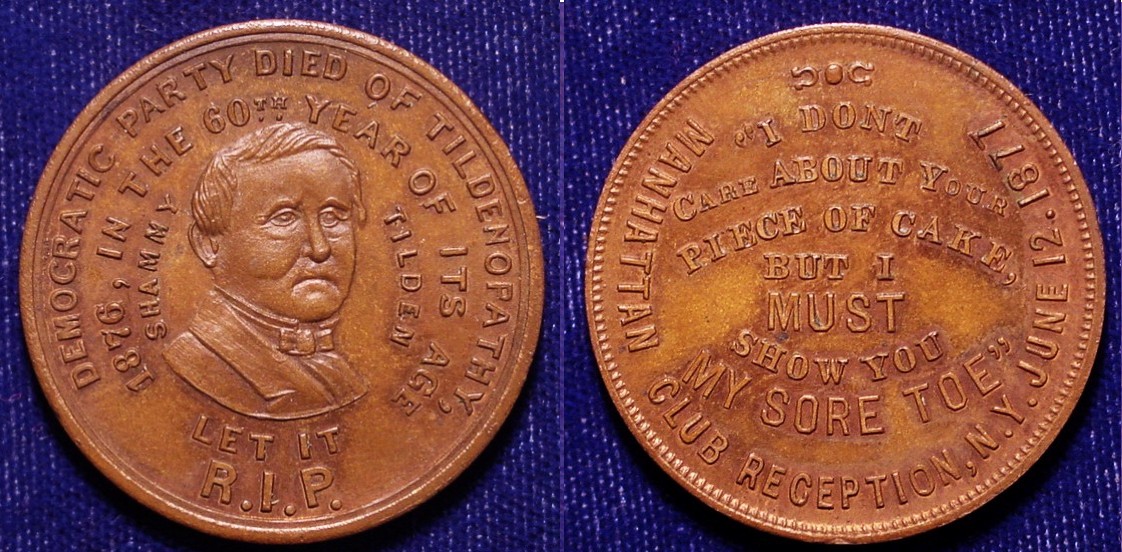 DEMOCRATIC PARTY DIED OF TILDENOPATHY,
1876, IN THE 60TH YEAR OF ITS AGE
SHAMMY TILDEN
LET IT
R.I.P.
"I DONT
CARE ABOUT YOUR
PIECE OF CAKE,
BUT I
MUST
SHOW YOU
MY SORE TOE"
MANHATTAN CLUB RECEPTION, N.Y. JUNE 12. 1877